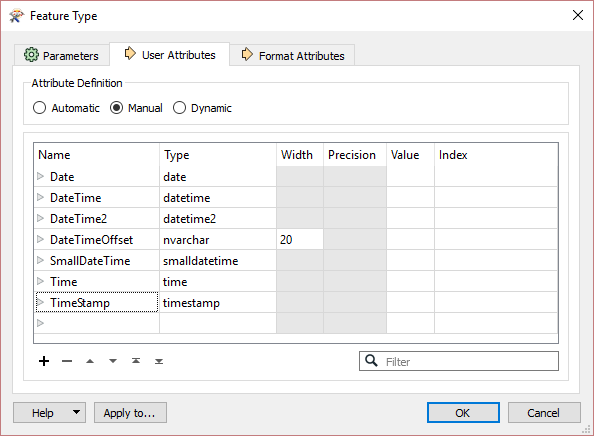 Feature Type
Parameters User Attributes Format Attributes
Attribute Definition
Automatic Manual Dynamic
Name Type Width Precision Value Index
Date date
DateTime datetime
DateTime2 datetime2
DateTimeOffset nvarchar 20
SmallDateTime smalldatetime
Time time
TimeStamp timestamp
Filter
Help Apply to... OK Cancel